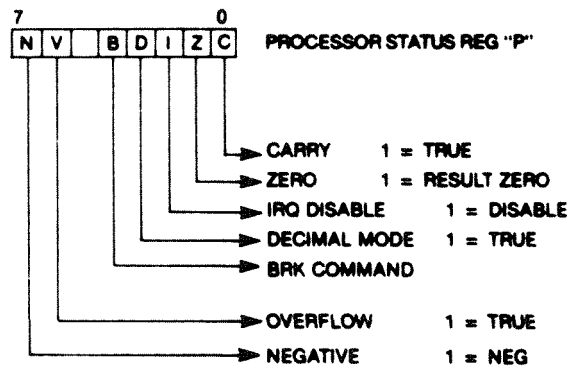 7 0
N V B D I Z C PROCESSOR STATUS REG "P"
CARRY 1 = TRUE
ZERO 1 = RESULT ZERO
IRQ DISABLE 1 = DISABLE
DECIMAL MODE 1 = TRUE
BRK COMMAND
OVERFLOW 1 = TRUE
NEGATIVE 1 = NEG